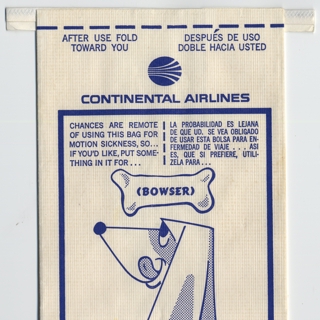 AFTER USE FOLD
TOWARD YOU
DESPUÉS DE USO
DOBLE HACIA USTED
CONTINENTAL AIRLINES
CHANCES ARE REMOTE
OF USING THIS BAG FOR
MOTION SICKNESS, SO...
IF YOU'D LIKE, PUT SOME-
THING IN IT FOR ...
LA PROBABILIDAD ES LEJANA
DE QUE UD. SE VEA OBLIGADO
DE USAR ESTA BOLSA PARA EN-
FERMEDAD DE VIAJE . . . ASI
ES, QUE SI PREFIERÉ, UTILI-
ZELA PARA ...
(BOWSER)